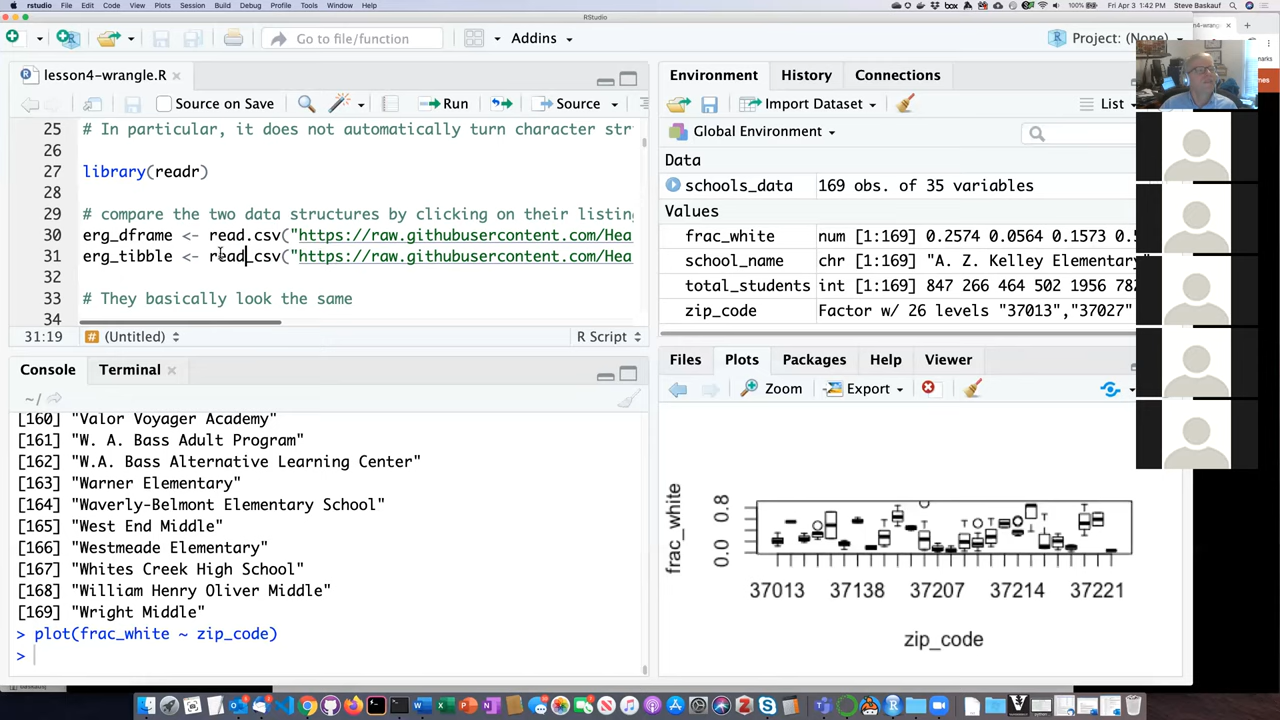 rstudio File Edit Code View Plots Session Build Debug Profile Tools Window Help
100% Fri Apr 3 1:42 PM Steve Baskauf
RStudio
Go to file/function Addins Project: (None)
lesson4-wrangle.R
Source on Save Run Source
25 # In particular, it does not automatically turn character str
26
27 library(readr)
28
29 # compare the two data structures by clicking on their listing
30 erg_dframe <- read.csv("https://raw.githubusercontent.com/Hea
31 erg_tibble <- read_csv("https://raw.githubusercontent.com/Hea
32
33 # They basically look the same
34
31:19 # (Untitled) R Script
Console Terminal
~/
[160] "Valor Voyager Academy"
[161] "W. A. Bass Adult Program"
[162] "W.A. Bass Alternative Learning Center"
[163] "Warner Elementary"
[164] "Waverly-Belmont Elementary School"
[165] "West End Middle"
[166] "Westmeade Elementary"
[167] "Whites Creek High School"
[168] "William Henry Oliver Middle"
[169] "Wright Middle"
> plot(frac_white ~ zip_code)
>
Environment History Connections
Import Dataset List
Global Environment
Data
schools_data 169 obs. of 35 variables
Values
frac_white num [1:169] 0.2574 0.0564 0.1573 0.
school_name chr [1:169] "A. Z. Kelley Elementary"
total_students int [1:169] 847 266 464 502 1956 782
zip_code Factor w/ 26 levels "37013","37027"
Files Plots Packages Help Viewer
Zoom Export
frac_white
0.8
0.0
37013 37138 37207 37214 37221
zip_code